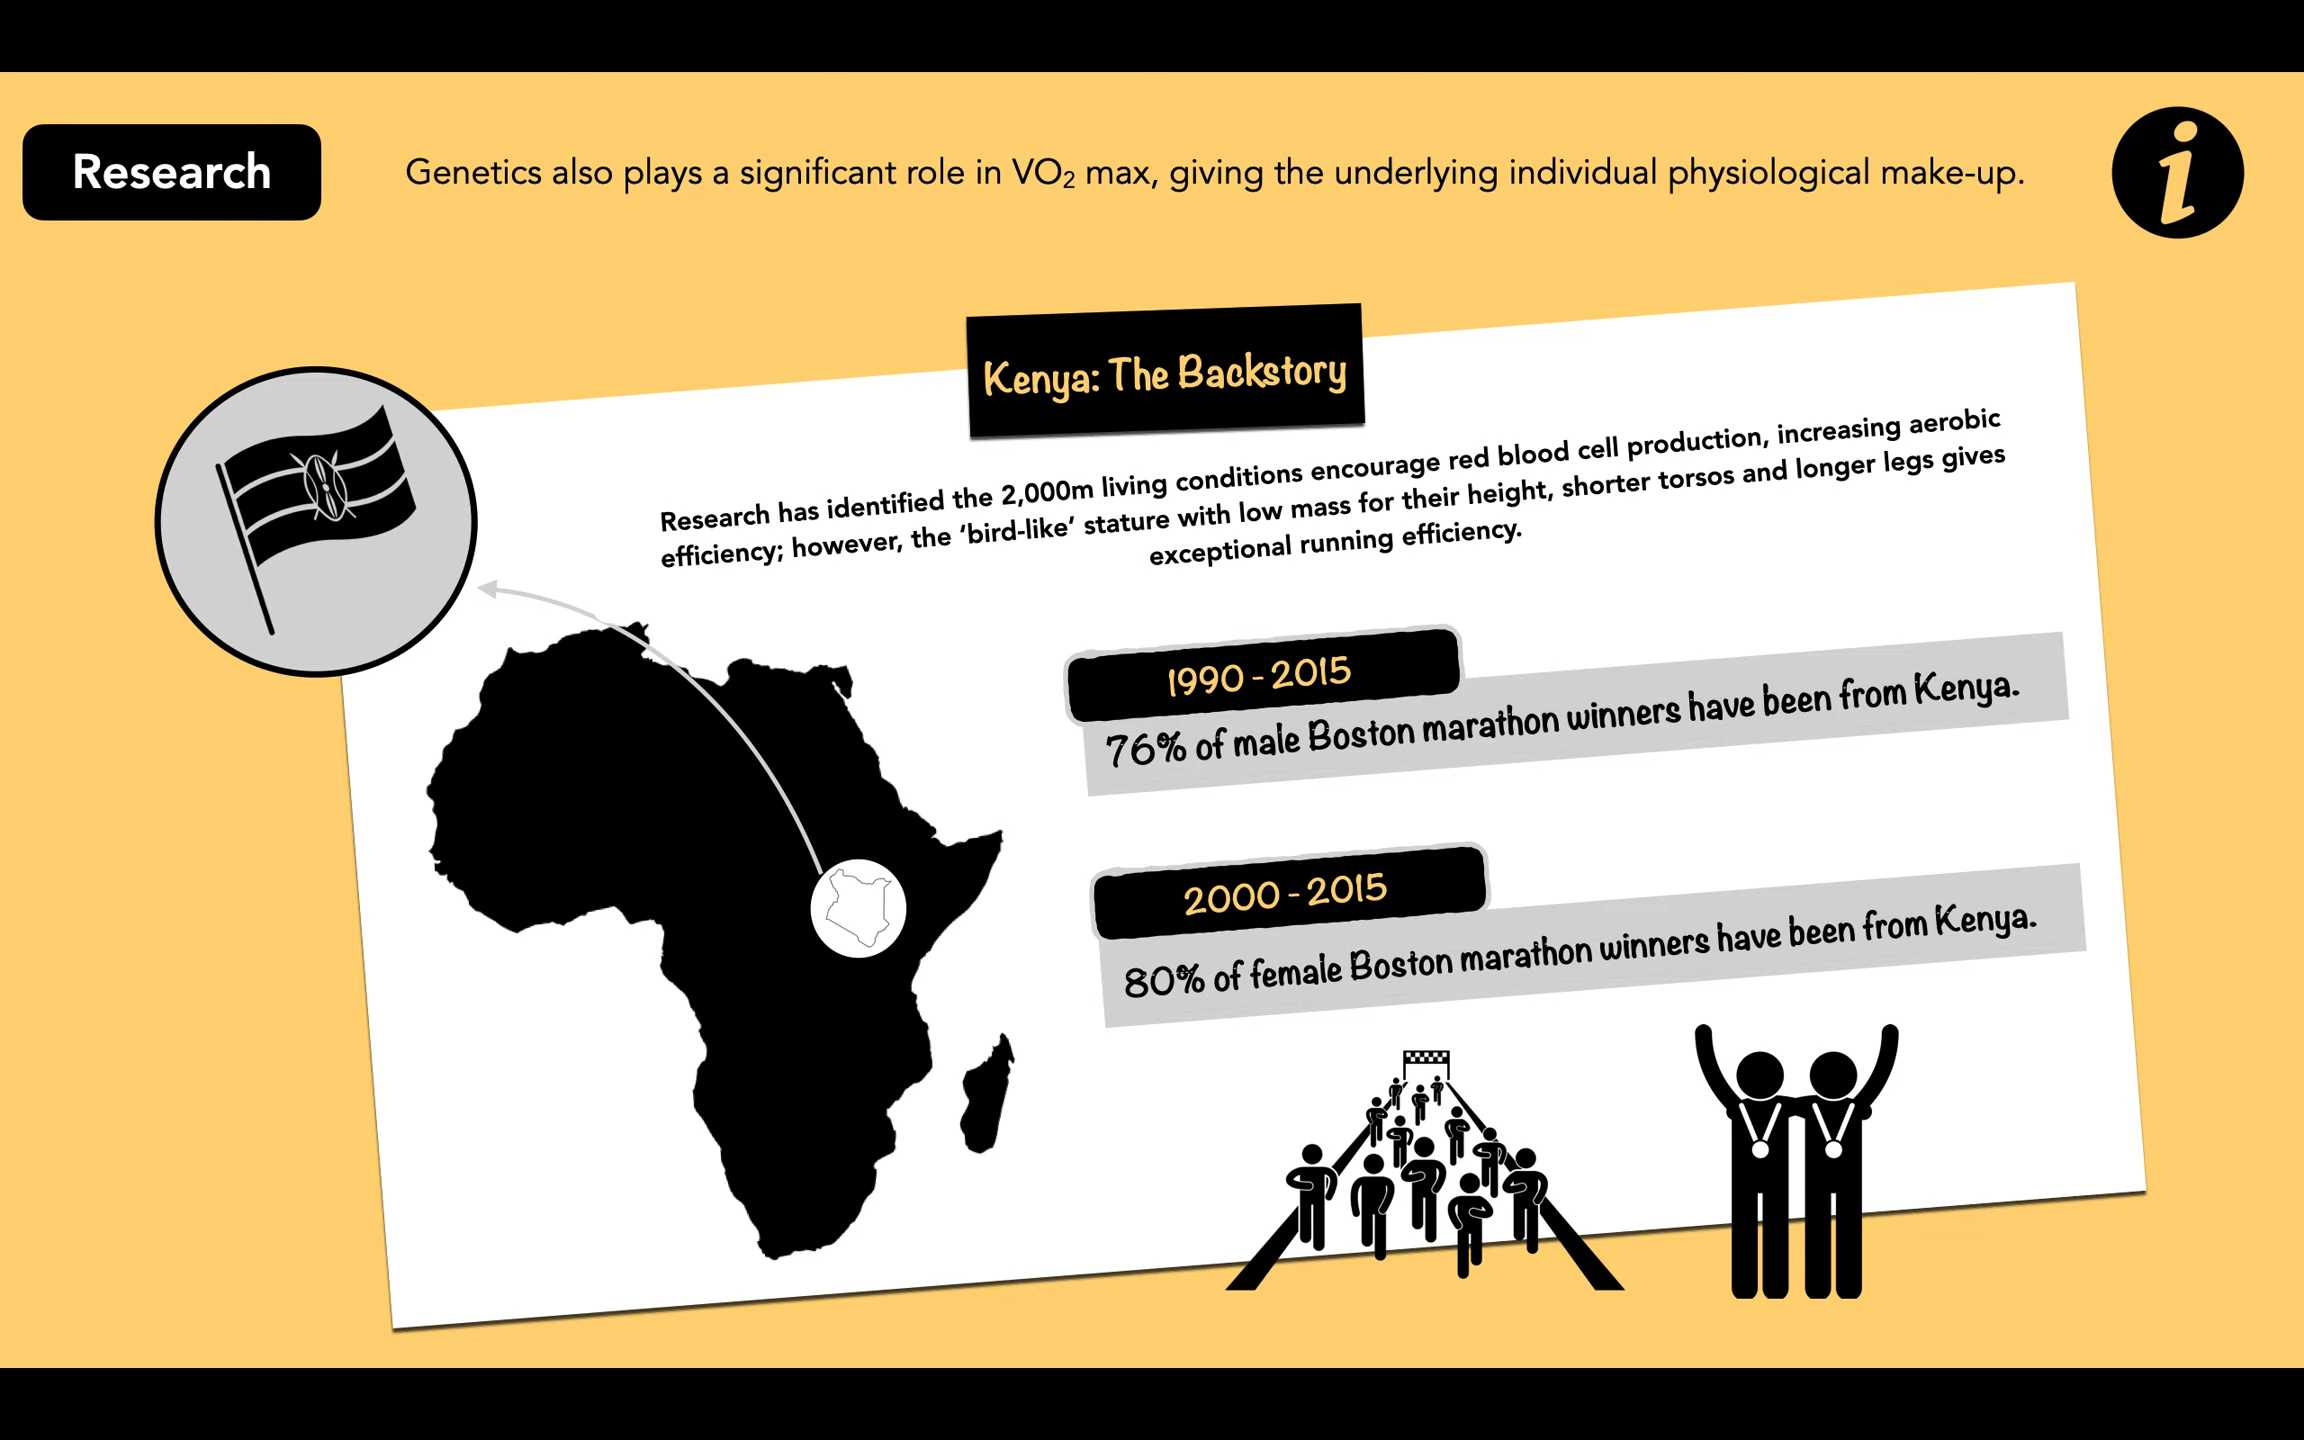 Research
Genetics also plays a significant role in VO₂ max, giving the underlying individual physiological make-up.
i
Kenya: The Backstory
Research has identified the 2,000m living conditions encourage red blood cell production, increasing aerobic
efficiency; however, the ‘bird-like’ stature with low mass for their height, shorter torsos and longer legs gives
exceptional running efficiency.
1990 - 2015
76% of male Boston marathon winners have been from Kenya.
2000 - 2015
80% of female Boston marathon winners have been from Kenya.